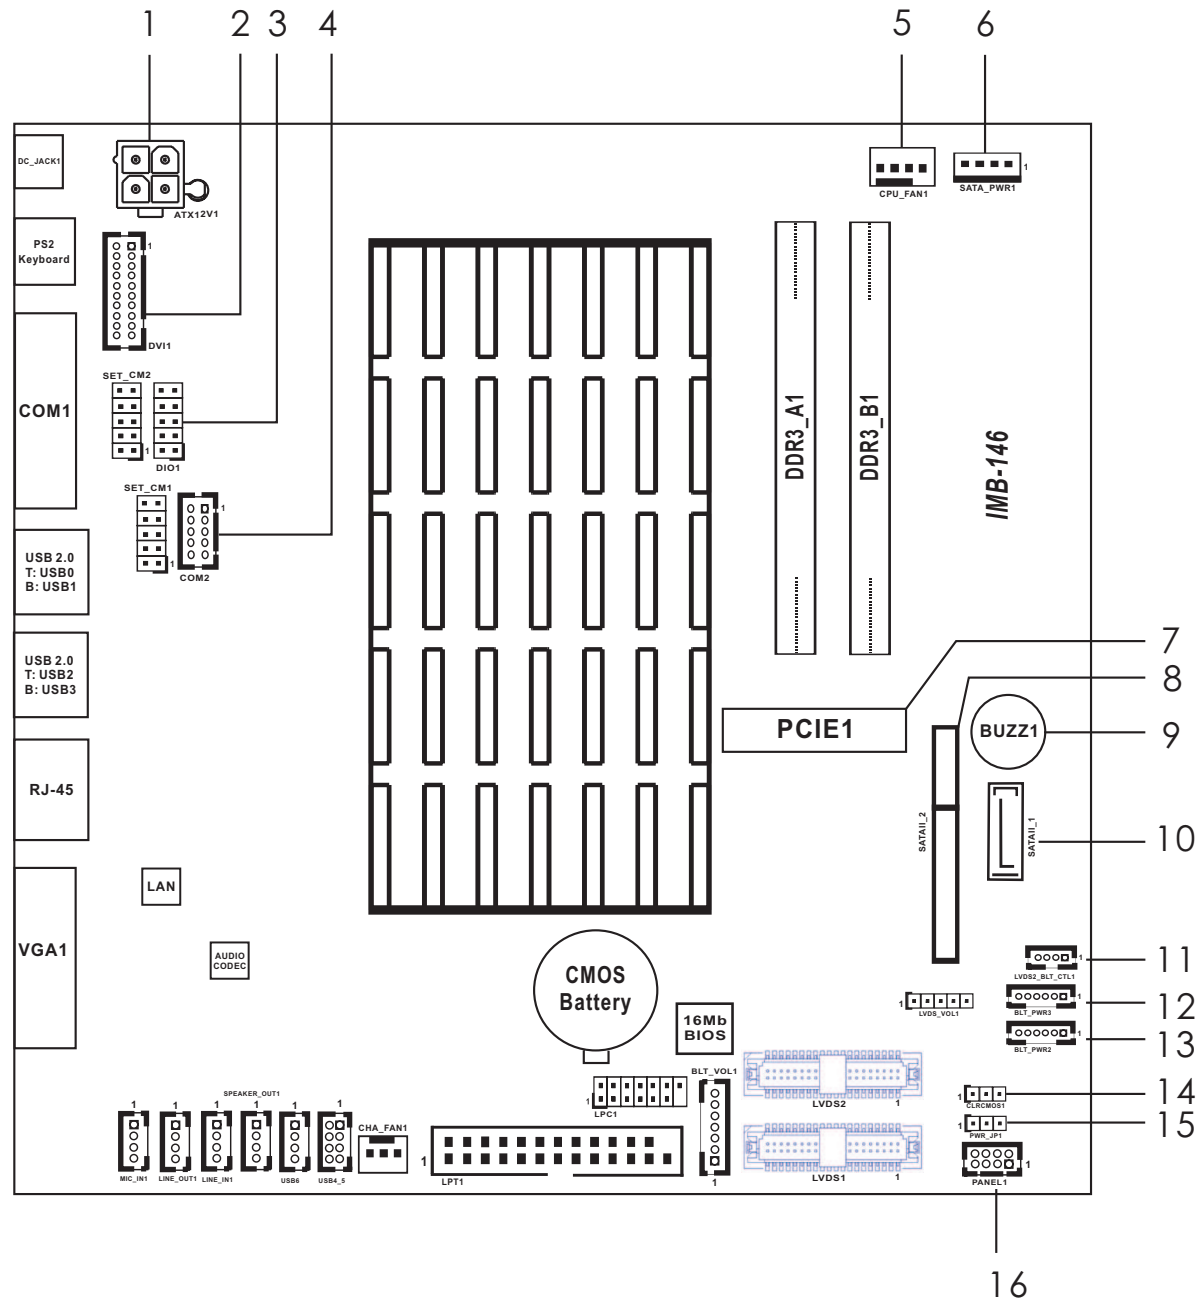 1 2 3 4 5 6
DC_JACK1
ATX12V1
CPU_FAN1
SATA_PWR1
1
PS2
Keyboard
1
DVI1
SET_CM2
COM1
1
DIO1
DDR3_A1
DDR3_B1
IMB-146
SET_CM1
1
1
COM2
USB 2.0
T: USB0
B: USB1
USB 2.0
T: USB2
B: USB3
7
8
PCIE1
BUZZ1
9
RJ-45
SATAII_2
SATAII_1
10
LAN
VGA1
AUDIO
CODEC
CMOS
Battery
1
11
LVDS2_BLT_CTL1
1
LVDS_VOL1
1
12
BLT_PWR3
16Mb
BIOS
1
13
BLT_PWR2
BLT_VOL1
1
LPC1
LVDS2
1
1
CLRCMOS1
14
SPEAKER_OUT1
1 1 1 1 1 1
CHA_FAN1
1
PWR_JP1
15
1
LPT1
1
LVDS1
1
1
PANEL1
MIC_IN1
LINE_OUT1
LINE_IN1
USB6
USB4_5
16